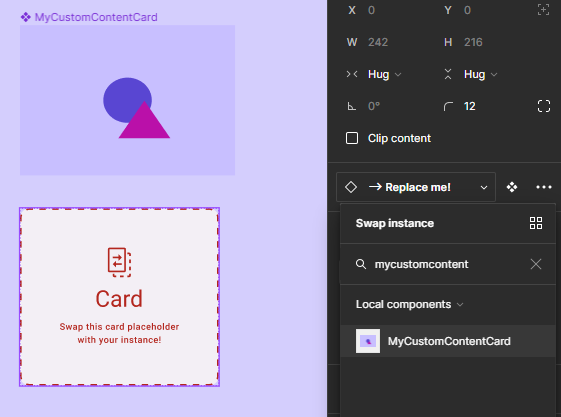 MyCustomContentCard
Card
Swap this card placeholder
with your instance!
X 0 Y 0
W 242 H 216
Hug Hug
0° 12
Clip content
→ Replace me!
Swap instance
mycustomcontent
Local components
MyCustomContentCard